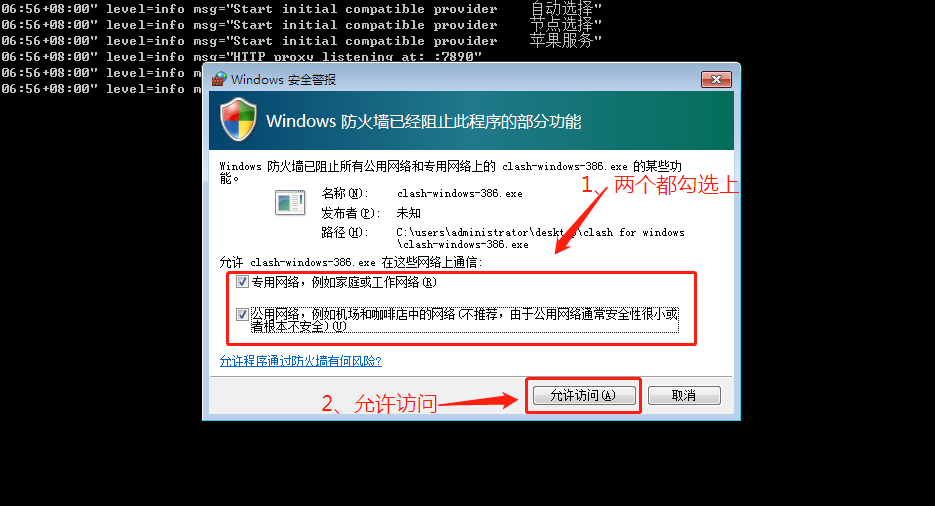 06:56+08:00" level=info msg="Start initial compatible provider 自动选择"
06:56+08:00" level=info msg="Start initial compatible provider 节点选择"
06:56+08:00" level=info msg="Start initial compatible provider 苹果服务"
06:56+08:00" level=info msg="HTTP proxy listening at: :7890"
06:56+08:00" level=info m
06:56+08:00" level=info m
Windows 安全警报
Windows 防火墙已经阻止此程序的部分功能
Windows 防火墙已阻止所有公用网络和专用网络上的 clash-windows-386.exe 的某些功
能。
1、两个都勾选上
名称(N): clash-windows-386.exe
发布者(P): 未知
路径(H): C:\users\administrator\desktop\clash for windows
\clash-windows-386.exe
允许 clash-windows-386.exe 在这些网络上通信:
专用网络，例如家庭或工作网络(R)
公用网络，例如机场和咖啡店中的网络(不推荐，由于公用网络通常安全性很小或
者根本不安全)(U)
允许程序通过防火墙有何风险?
2、允许访问
允许访问(A)
取消